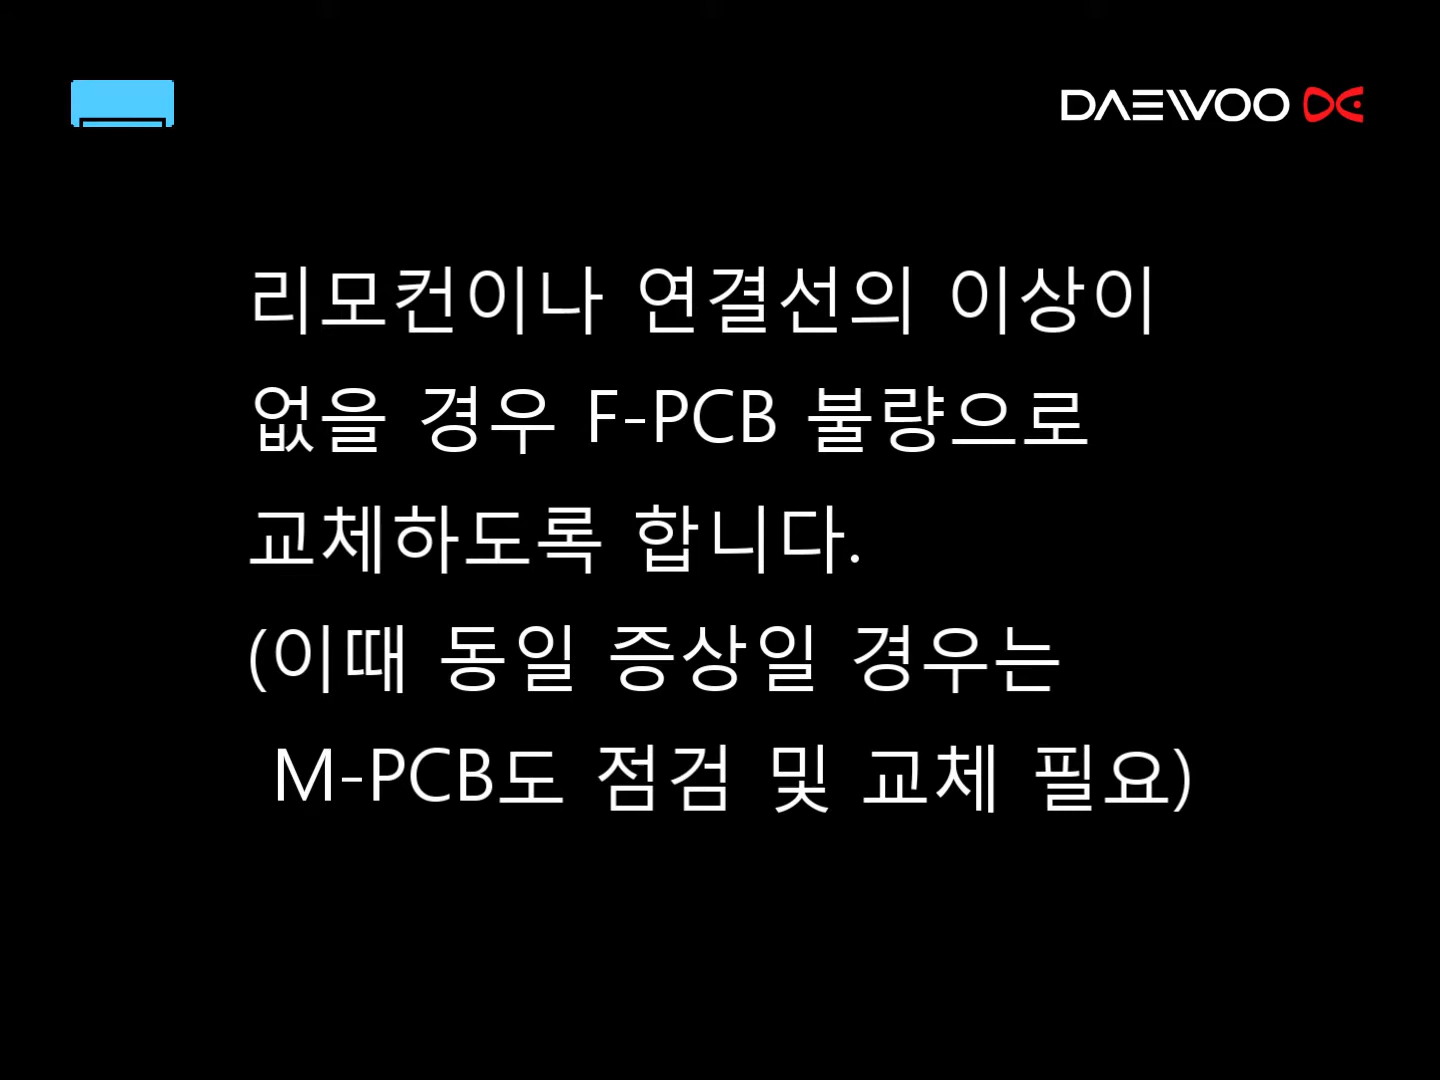 DAEWOO
리모컨이나 연결선의 이상이
없을 경우 F-PCB 불량으로
교체하도록 합니다.
(이때 동일 증상일 경우는
M-PCB도 점검 및 교체 필요)